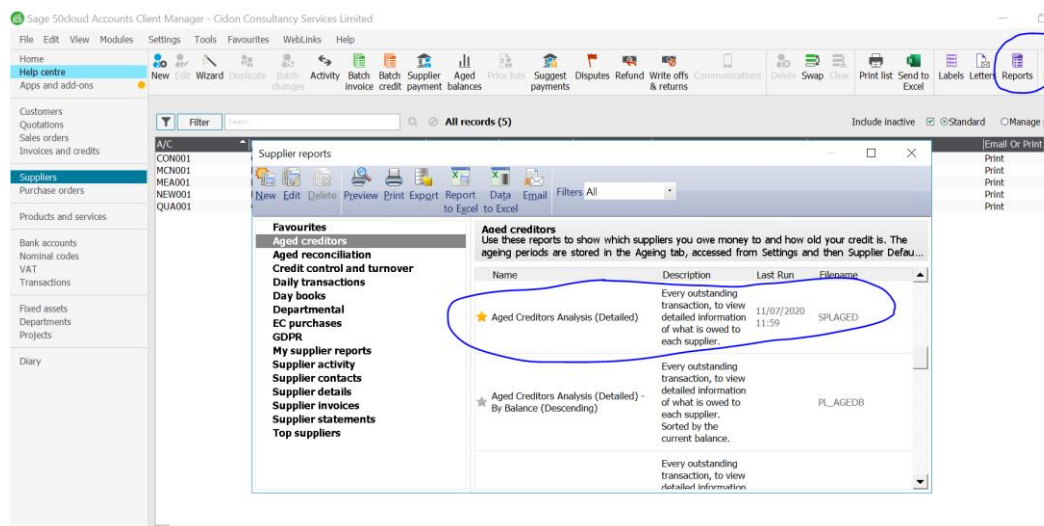 Sage 50cloud Accounts Client Manager - Cidon Consultancy Services Limited
File Edit View Modules Settings Tools Favourites WebLinks Help
Home
Help centre
Apps and add-ons
Customers
Quotations
Sales orders
Invoices and credits
Suppliers
Purchase orders
Products and services
Bank accounts
Nominal codes
VAT
Transactions
Fixed assets
Departments
Projects
Diary
New Edit Wizard Duplicate Batch changes Activity Batch invoice Batch credit Supplier payment Aged balances Price lists Suggest payments Disputes Refund Write offs & returns Communications Delete Swap Clear Print list Send to Excel Labels Letters Reports
Filter Search All records (5) Include inactive Standard Manage
A/C Email Or Print
CON001 Print
MCN001 Print
MEA001 Print
NEW001 Print
QUA001 Print
Supplier reports
New Edit Delete Preview Print Export Report to Excel Data to Excel Email Filters All
Favourites
Aged creditors
Aged reconciliation
Credit control and turnover
Daily transactions
Day books
Departmental
EC purchases
GDPR
My supplier reports
Supplier activity
Supplier contacts
Supplier details
Supplier invoices
Supplier statements
Top suppliers
Aged creditors
Use these reports to show which suppliers you owe money to and how old your credit is. The
ageing periods are stored in the Ageing tab, accessed from Settings and then Supplier Defau...
Name Description Last Run Filename
Aged Creditors Analysis (Detailed)
Every outstanding
transaction, to view
detailed information
of what is owed to
each supplier.
11/07/2020
11:59
SPLAGED
Aged Creditors Analysis (Detailed) -
By Balance (Descending)
Every outstanding
transaction, to view
detailed information
of what is owed to
each supplier.
Sorted by the
current balance.
PL_AGEDB
Every outstanding
transaction, to view
detailed information